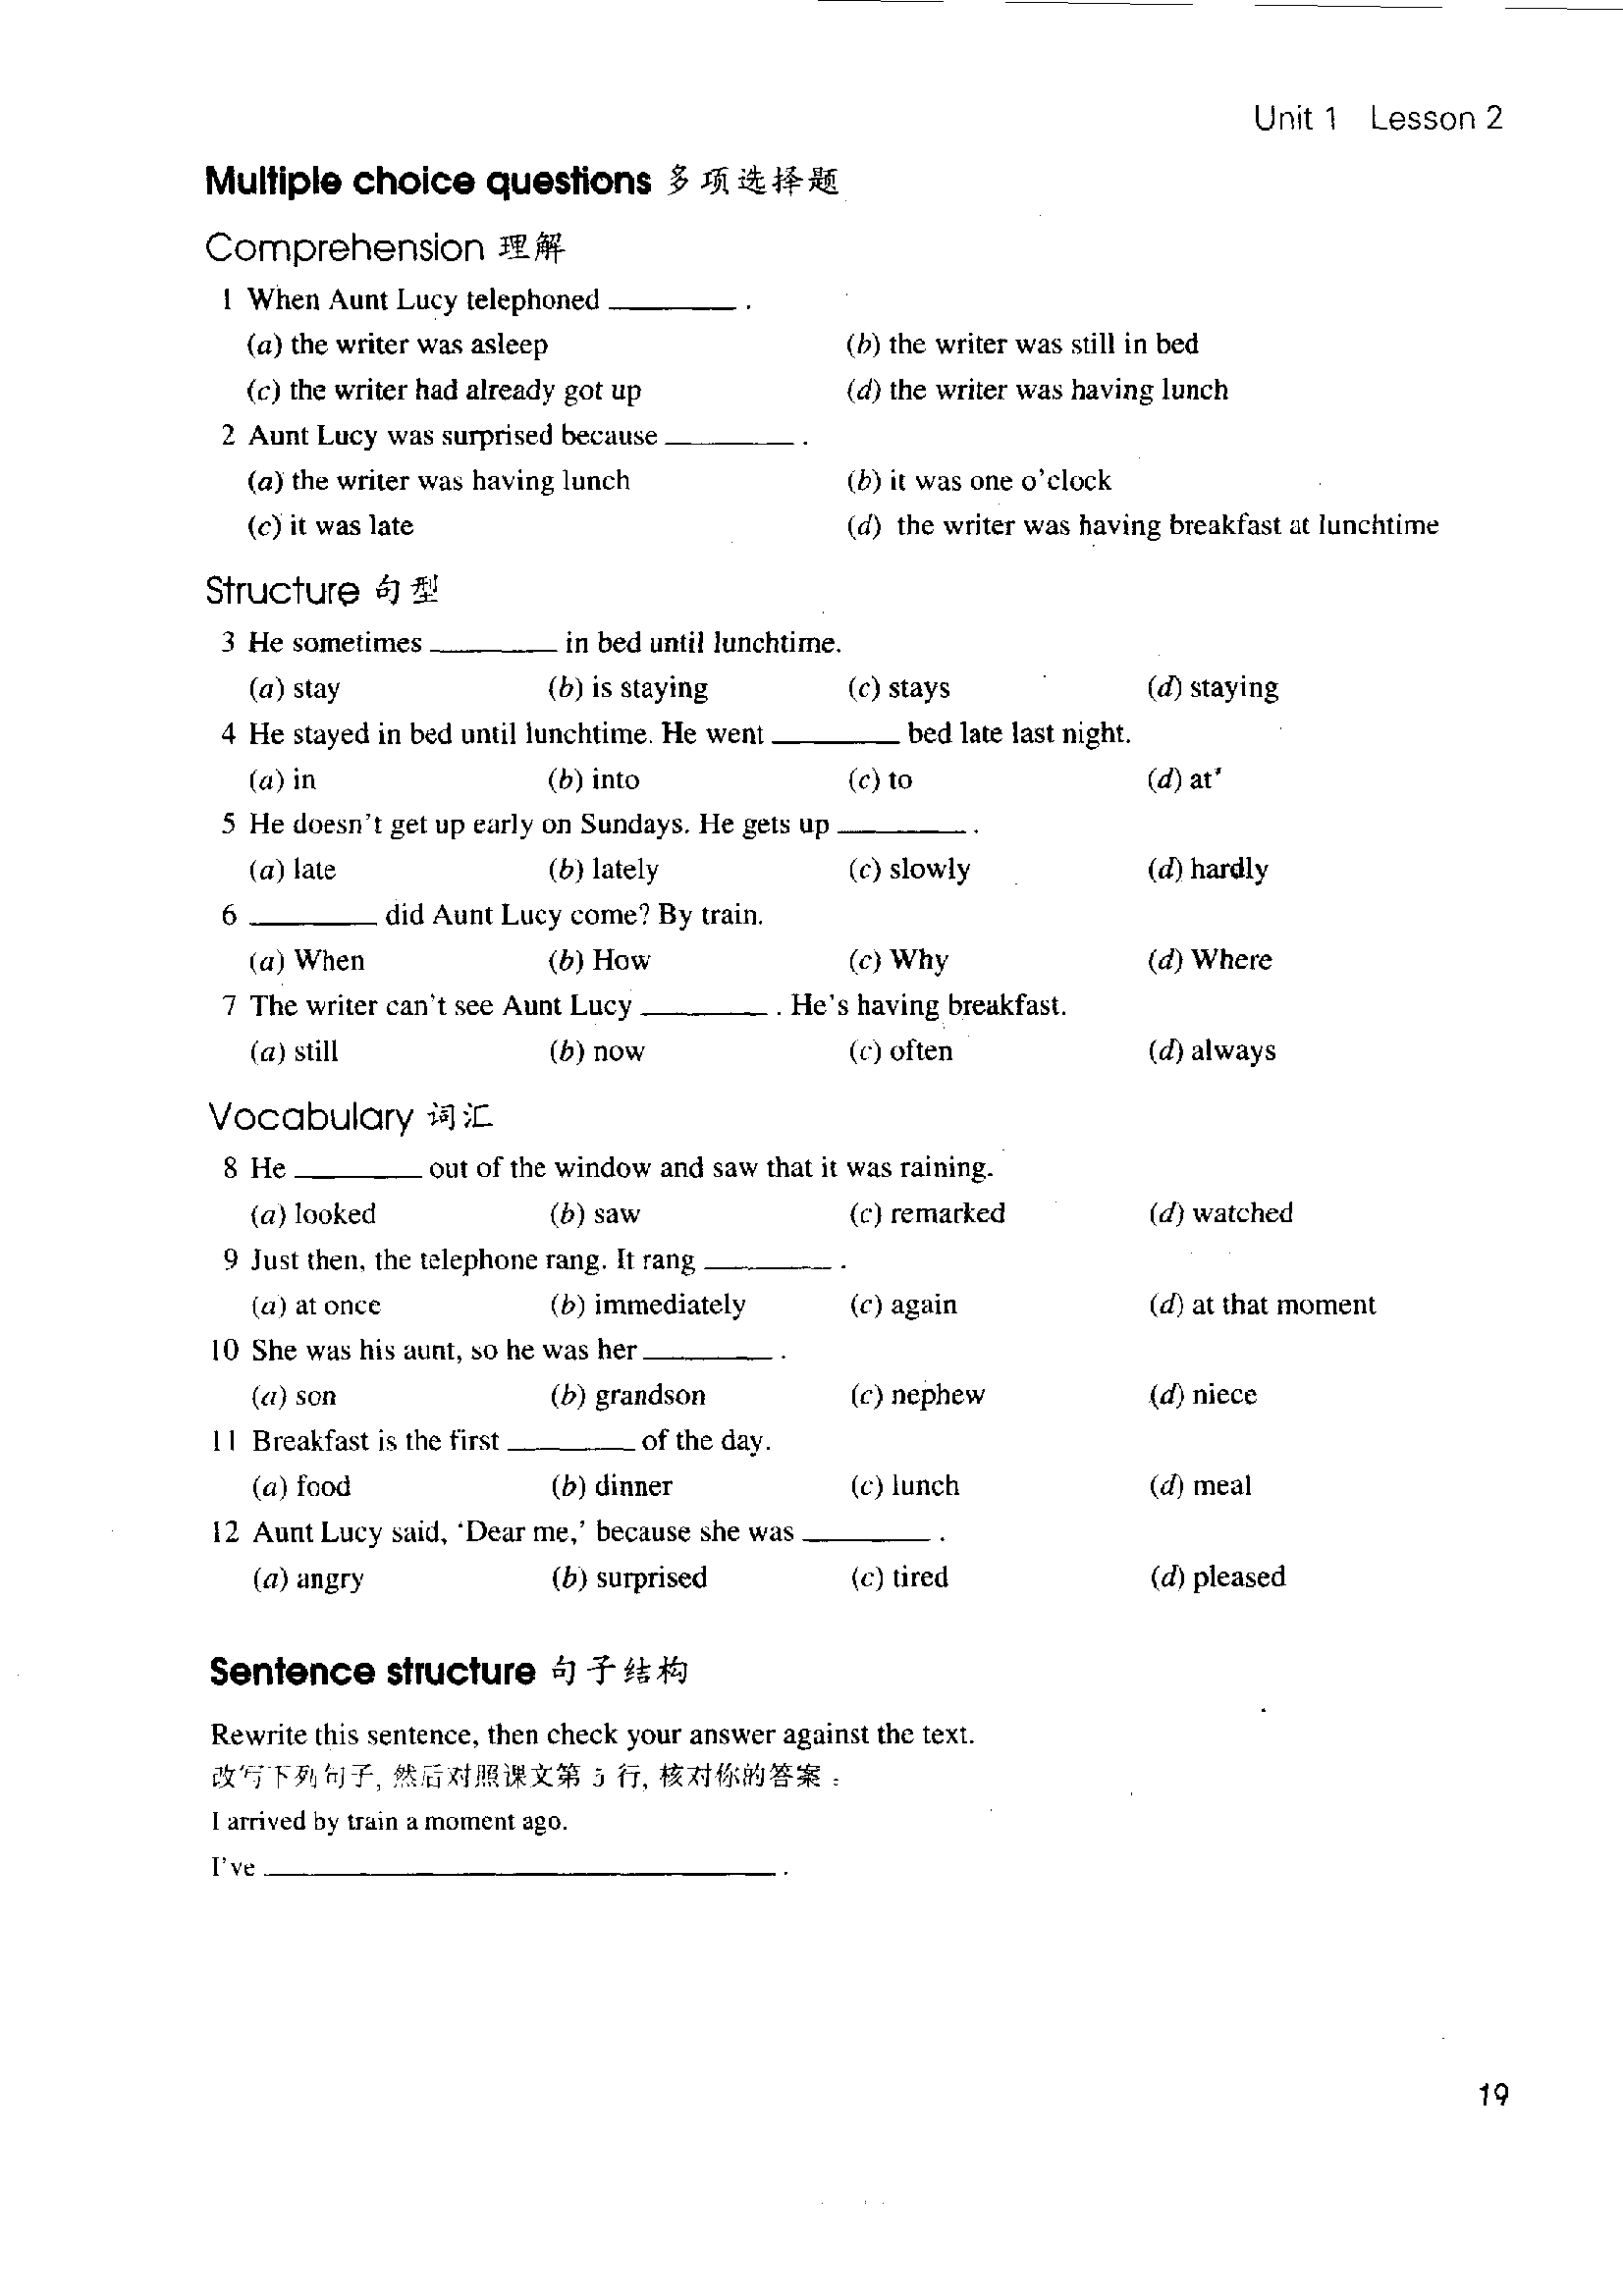 Unit 1 Lesson 2
Multiple choice questions 多项选择题
Comprehension 理解
1 When Aunt Lucy telephoned ________ .
(a) the writer was asleep (b) the writer was still in bed
(c) the writer had already got up (d) the writer was having lunch
2 Aunt Lucy was surprised because ________ .
(a) the writer was having lunch (b) it was one o'clock
(c) it was late (d) the writer was having breakfast at lunchtime
Structure 句型
3 He sometimes ________ in bed until lunchtime.
(a) stay (b) is staying (c) stays (d) staying
4 He stayed in bed until lunchtime. He went ________ bed late last night.
(a) in (b) into (c) to (d) at
5 He doesn't get up early on Sundays. He gets up ________ .
(a) late (b) lately (c) slowly (d) hardly
6 ________ did Aunt Lucy come? By train.
(a) When (b) How (c) Why (d) Where
7 The writer can't see Aunt Lucy ________ . He's having breakfast.
(a) still (b) now (c) often (d) always
Vocabulary 词汇
8 He ________ out of the window and saw that it was raining.
(a) looked (b) saw (c) remarked (d) watched
9 Just then, the telephone rang. It rang ________ .
(a) at once (b) immediately (c) again (d) at that moment
10 She was his aunt, so he was her ________ .
(a) son (b) grandson (c) nephew (d) niece
11 Breakfast is the first ________ of the day.
(a) food (b) dinner (c) lunch (d) meal
12 Aunt Lucy said, 'Dear me,' because she was ________ .
(a) angry (b) surprised (c) tired (d) pleased
Sentence structure 句子结构
Rewrite this sentence, then check your answer against the text.
改写下列句子, 然后对照课文第 5 行, 核对你的答案:
I arrived by train a moment ago.
I've ________________________________ .
19